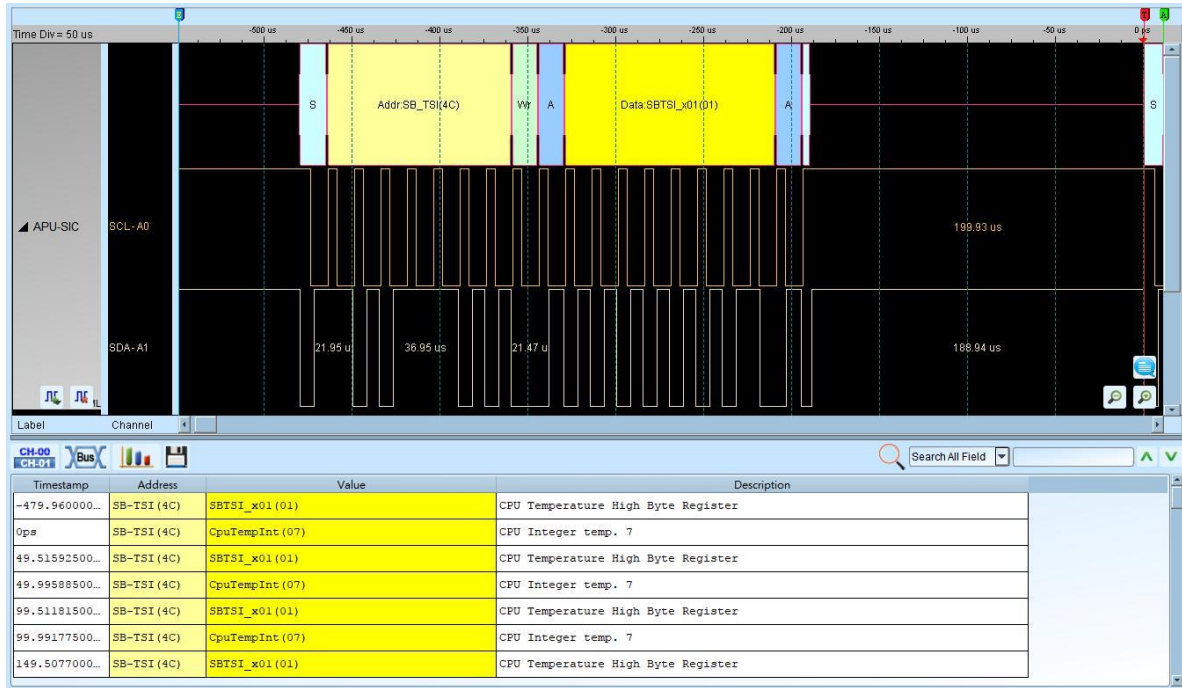 E T A
Time Div = 50 us -500 us -450 us -400 us -350 us -300 us -250 us -200 us -150 us -100 us -50 us 0 ps
S Addr:SB_TSI(4C) Wr A Data:SBTSI_x01(01) A S
APU-SIC SCL-A0 199.93 us
SDA-A1 21.95 u 36.95 us 21.47 u 188.94 us
Label Channel
CH-00
CH-01 Bus Search All Field
Timestamp Address Value Description
-479.960000... SB-TSI(4C) SBTSI_x01(01) CPU Temperature High Byte Register
0ps SB-TSI(4C) CpuTempInt(07) CPU Integer temp. 7
49.51592500... SB-TSI(4C) SBTSI_x01(01) CPU Temperature High Byte Register
49.99588500... SB-TSI(4C) CpuTempInt(07) CPU Integer temp. 7
99.51181500... SB-TSI(4C) SBTSI_x01(01) CPU Temperature High Byte Register
99.99177500... SB-TSI(4C) CpuTempInt(07) CPU Integer temp. 7
149.5077000... SB-TSI(4C) SBTSI_x01(01) CPU Temperature High Byte Register